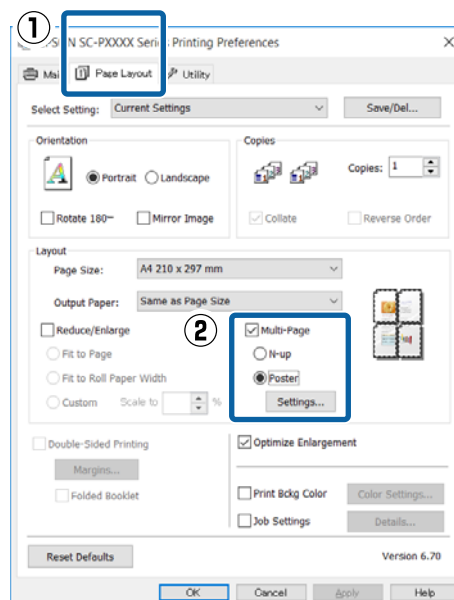 1
SON SC-PXXXX Series Printing Preferences
Mai Page Layout Utility
Select Setting: Current Settings Save/Del...
Orientation Copies
A Portrait Landscape Copies: 1
Rotate 180° Mirror Image Collate Reverse Order
Layout
Page Size: A4 210 x 297 mm
Output Paper: Same as Page Size
2
Reduce/Enlarge Multi-Page
Fit to Page N-up
Fit to Roll Paper Width Poster
Custom Scale to % Settings...
Double-Sided Printing Optimize Enlargement
Margins...
Folded Booklet Print Bckg Color Color Settings...
Job Settings Details...
Reset Defaults Version 6.70
OK Cancel Apply Help